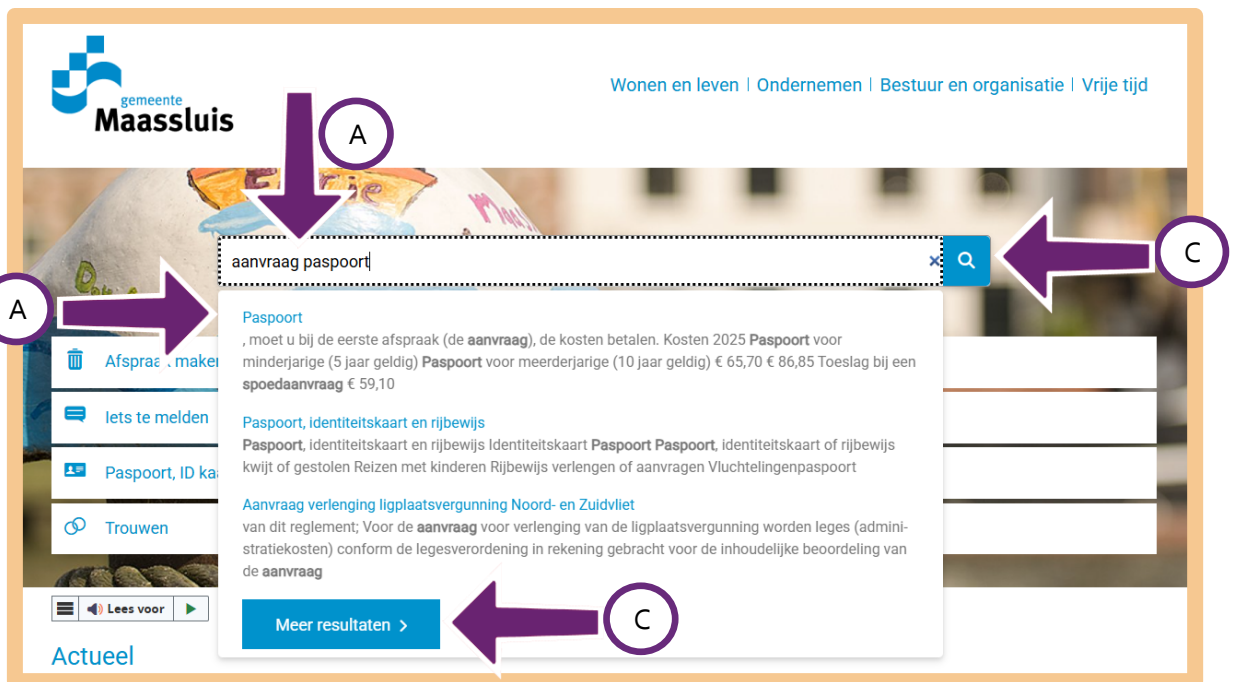 gemeente
Maassluis
Wonen en leven | Ondernemen | Bestuur en organisatie | Vrije tijd
A
aanvraag paspoort
×
C
A
Paspoort
, moet u bij de eerste afspraak (de aanvraag), de kosten betalen. Kosten 2025 Paspoort voor
minderjarige (5 jaar geldig) Paspoort voor meerderjarige (10 jaar geldig) € 65,70 € 86,85 Toeslag bij een
spoedaanvraag € 59,10
Paspoort, identiteitskaart en rijbewijs
Paspoort, identiteitskaart en rijbewijs Identiteitskaart Paspoort Paspoort, identiteitskaart of rijbewijs
kwijt of gestolen Reizen met kinderen Rijbewijs verlengen of aanvragen Vluchtelingenpaspoort
Aanvraag verlenging ligplaatsvergunning Noord- en Zuidvliet
van dit reglement; Voor de aanvraag voor verlenging van de ligplaatsvergunning worden leges (admini-
stratiekosten) conform de legesverordening in rekening gebracht voor de inhoudelijke beoordeling van
de aanvraag
Meer resultaten >
C
Afspraak maken
Iets te melden
Paspoort, ID
Trouwen
Lees voor
Actueel